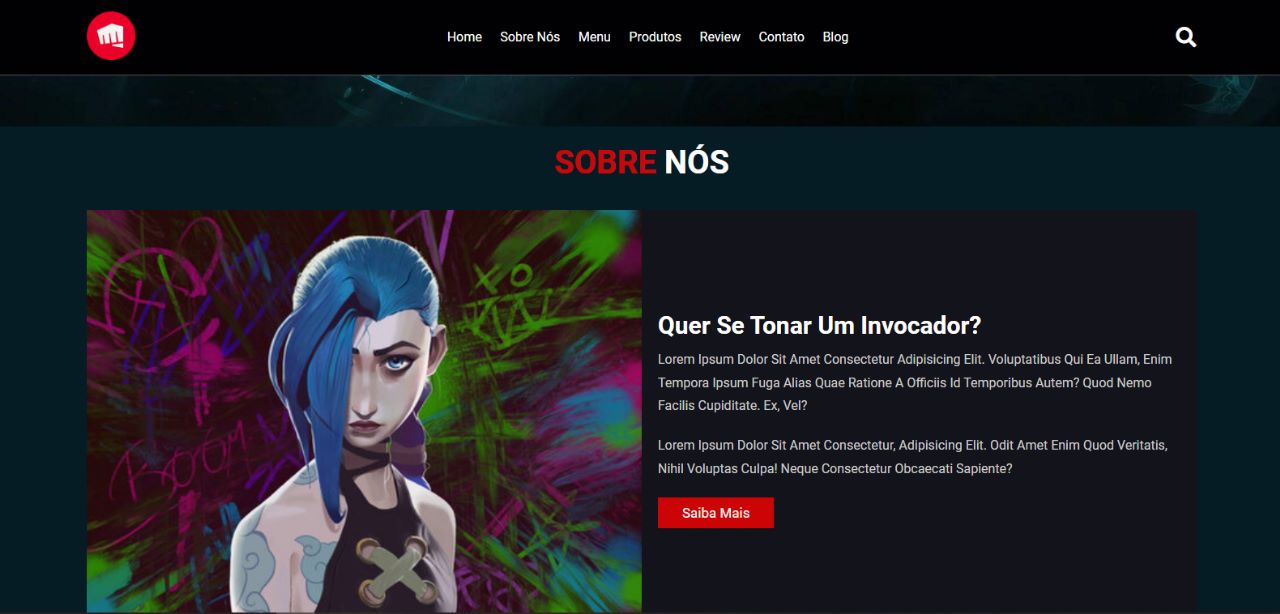 Home Sobre Nós Menu Produtos Review Contato Blog
SOBRE NÓS
XO
BOOM
Quer Se Tonar Um Invocador?
Lorem Ipsum Dolor Sit Amet Consectetur Adipisicing Elit. Voluptatibus Qui Ea Ullam, Enim
Tempora Ipsum Fuga Alias Quae Ratione A Officiis Id Temporibus Autem? Quod Nemo
Facilis Cupiditate. Ex, Vel?
Lorem Ipsum Dolor Sit Amet Consectetur, Adipisicing Elit. Odit Amet Enim Quod Veritatis,
Nihil Voluptas Culpa! Neque Consectetur Obcaecati Sapiente?
Saiba Mais